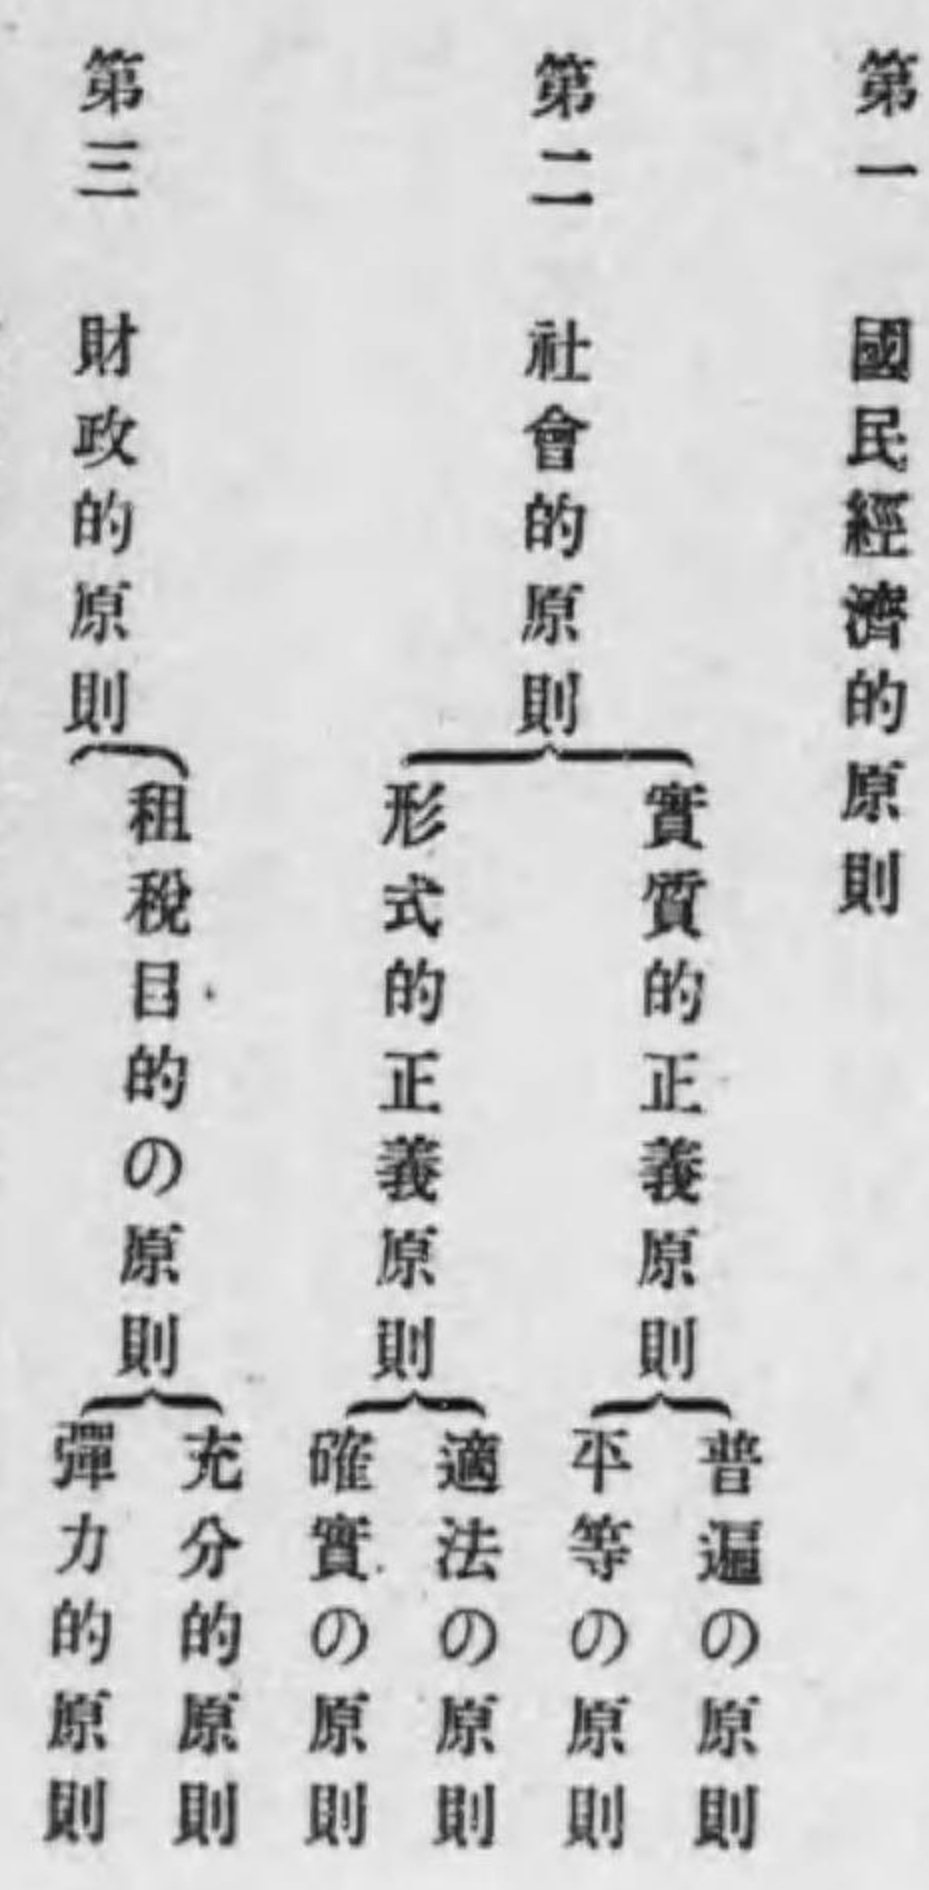 第一　國民經濟的原則
第二　社會的原則
實質的正義原則
普遍の原則
平等の原則
形式的正義原則
適法の原則
確實の原則
第三　財政的原則
租稅目的の原則
充分的原則
彈力的原則